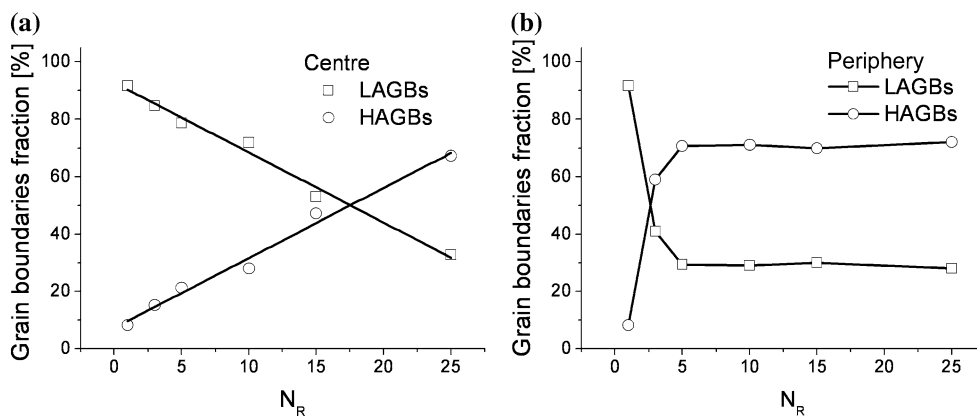 (a)
Grain boundaries fraction [%]
100
80
60
40
20
0
Centre
LAGBs
HAGBs
0 5 10 15 20 25
N_R
(b)
Grain boundaries fraction [%]
100
80
60
40
20
0
Periphery
LAGBs
HAGBs
0 5 10 15 20 25
N_R